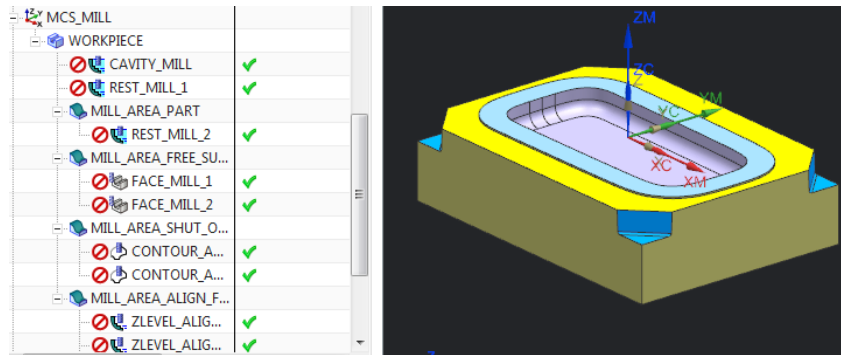 MCS_MILL
WORKPIECE
CAVITY_MILL
REST_MILL_1
MILL_AREA_PART
REST_MILL_2
MILL_AREA_FREE_SU...
FACE_MILL_1
FACE_MILL_2
MILL_AREA_SHUT_O...
CONTOUR_A...
CONTOUR_A...
MILL_AREA_ALIGN_F...
ZLEVEL_ALIG...
ZLEVEL_ALIG...
ZM
ZC
Z
YM
YC
XC
XM